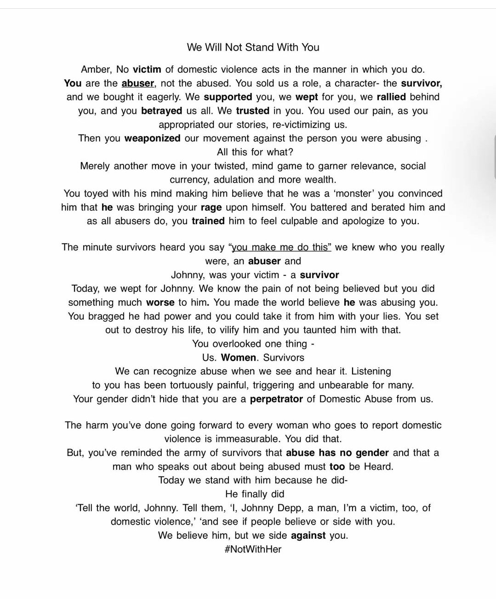 We Will Not Stand With You
Amber, No victim of domestic violence acts in the manner in which you do.
You are the abuser, not the abused. You sold us a role, a character- the survivor,
and we bought it eagerly. We supported you, we wept for you, we rallied behind
you, and you betrayed us all. We trusted in you. You used our pain, as you
appropriated our stories, re-victimizing us.
Then you weaponized our movement against the person you were abusing .
All this for what?
Merely another move in your twisted, mind game to garner relevance, social
currency, adulation and more wealth.
You toyed with his mind making him believe that he was a ‘monster’ you convinced
him that he was bringing your rage upon himself. You battered and berated him and
as all abusers do, you trained him to feel culpable and apologize to you.
The minute survivors heard you say “you make me do this” we knew who you really
were, an abuser and
Johnny, was your victim - a survivor
Today, we wept for Johnny. We know the pain of not being believed but you did
something much worse to him. You made the world believe he was abusing you.
You bragged he had power and you could take it from him with your lies. You set
out to destroy his life, to vilify him and you taunted him with that.
You overlooked one thing -
Us. Women. Survivors
We can recognize abuse when we see and hear it. Listening
to you has been tortuously painful, triggering and unbearable for many.
Your gender didn’t hide that you are a perpetrator of Domestic Abuse from us.
The harm you’ve done going forward to every woman who goes to report domestic
violence is immeasurable. You did that.
But, you’ve reminded the army of survivors that abuse has no gender and that a
man who speaks out about being abused must too be Heard.
Today we stand with him because he did-
He finally did
‘Tell the world, Johnny. Tell them, ‘I, Johnny Depp, a man, I’m a victim, too, of
domestic violence,’ ‘and see if people believe or side with you.
We believe him, but we side against you.
#NotWithHer